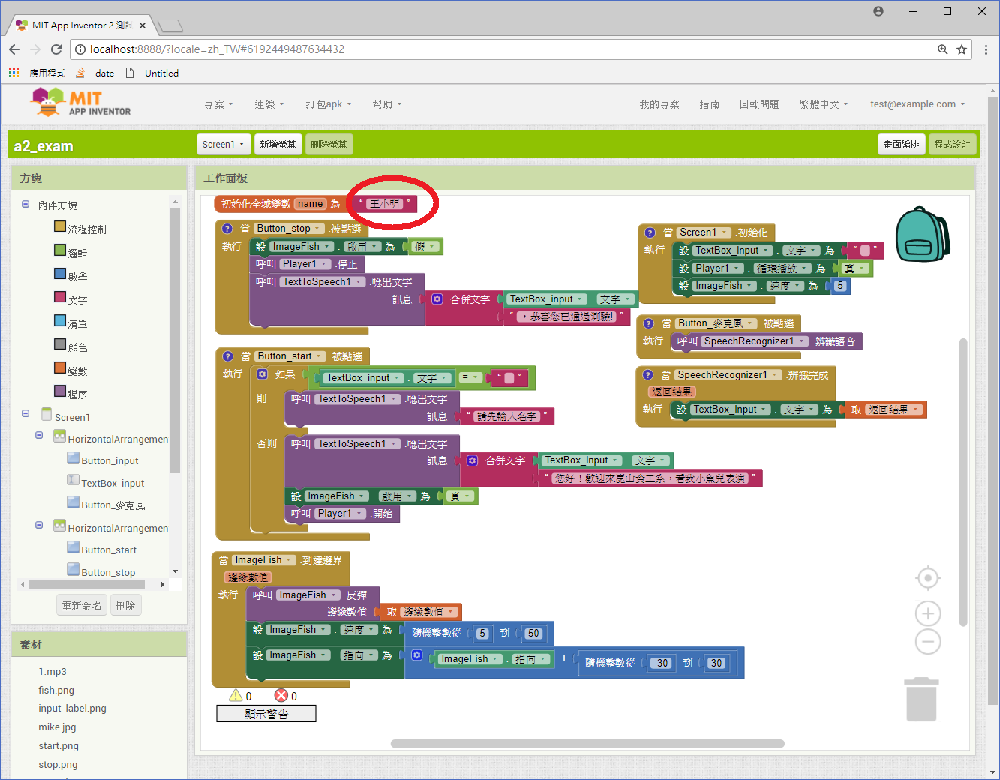 MIT App Inventor 2 測試
localhost:8888/?locale=zh_TW#6192449487634432
應用程式 date Untitled
MIT APP INVENTOR
專案 連線 打包apk 幫助 我的專案 指南 回報問題 繁體中文 test@example.com
a2_exam Screen1 新增螢幕 刪除螢幕 畫面編排 程式設計
方塊
內件方塊
流程控制
邏輯
數學
文字
清單
顏色
變數
程序
Screen1
HorizontalArrangemen
Button_input
TextBox_input
Button_麥克風
HorizontalArrangemen
Button_start
Button_stop
重新命名 刪除
素材
1.mp3
fish.png
input_label.png
mike.jpg
start.png
stop.png
工作面板
初始化全域變數 name 為 “ 王小明 ”
? 當 Button_stop .被點選
執行 設 ImageFish . 啟用 為 假
呼叫 Player1 .停止
呼叫 TextToSpeech1 .唸出文字
訊息 合併文字 TextBox_input . 文字
“ ，恭喜您已通過測驗! ”
? 當 Button_start .被點選
執行 如果 TextBox_input . 文字 = “ ”
則 呼叫 TextToSpeech1 .唸出文字
訊息 “ 請先輸入名字 ”
否則 呼叫 TextToSpeech1 .唸出文字
訊息 合併文字 TextBox_input . 文字
“ 您好！歡迎來崑山資工系，看我小魚兒表演 ”
設 ImageFish . 啟用 為 真
呼叫 Player1 .開始
當 ImageFish .到達邊界
邊緣數值
執行 呼叫 ImageFish .反彈
邊緣數值 取 邊緣數值
設 ImageFish . 速度 為 隨機整數從 5 到 50
設 ImageFish . 指向 為 ImageFish . 指向 + 隨機整數從 -30 到 30
? 當 Screen1 .初始化
執行 設 TextBox_input . 文字 為 “ ”
設 Player1 . 循環播放 為 真
設 ImageFish . 速度 為 5
? 當 Button_麥克風 .被點選
執行 呼叫 SpeechRecognizer1 .辨識語音
? 當 SpeechRecognizer1 .辨識完成
返回結果
執行 設 TextBox_input . 文字 為 取 返回結果
0 0
顯示警告